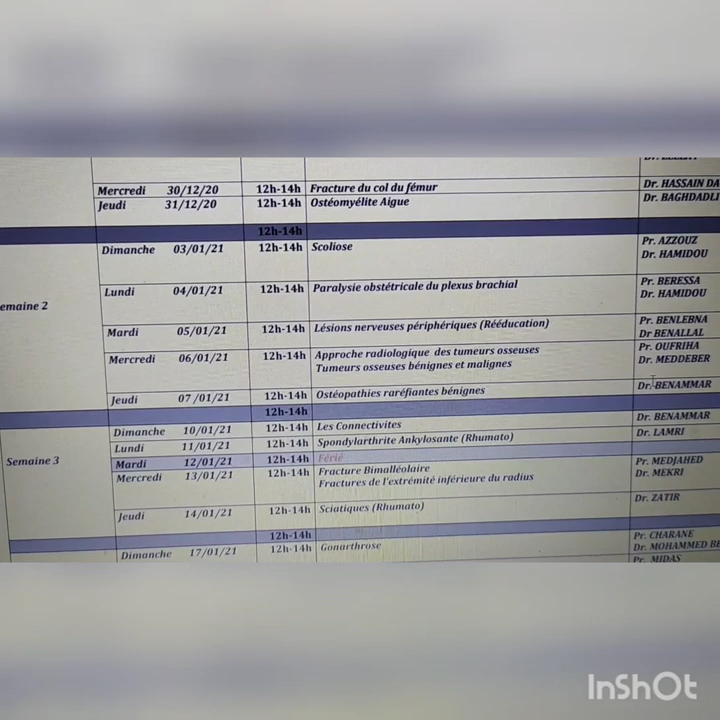 Mercredi 30/12/20 12h-14h Fracture du col du fémur Dr. HASSAIN DA
Jeudi 31/12/20 12h-14h Ostéomyélite Aigue Dr. BAGHDADLI
12h-14h
Dimanche 03/01/21 12h-14h Scoliose Pr. AZZOUZ
Dr. HAMIDOU
Lundi 04/01/21 12h-14h Paralysie obstétricale du plexus brachial Pr. BERESSA
Dr. HAMIDOU
emaine 2
Mardi 05/01/21 12h-14h Lésions nerveuses périphériques (Rééducation) Pr. BENLEBNA
Dr BENALLAL
Mercredi 06/01/21 12h-14h Approche radiologique des tumeurs osseuses Pr. OUFRIHA
Tumeurs osseuses bénignes et malignes Dr. MEDDEBER
Jeudi 07/01/21 12h-14h Ostéopathies raréfiantes bénignes Dr. BENAMMAR
12h-14h
Dimanche 10/01/21 12h-14h Les Connectivites Dr. BENAMMAR
Lundi 11/01/21 12h-14h Spondylarthrite Ankylosante (Rhumato) Dr. LAMRI
Semaine 3 Mardi 12/01/21 12h-14h Férié
Mercredi 13/01/21 12h-14h Fracture Bimalléolaire Pr. MEDJAHED
Fractures de l'extrémité inférieure du radius Dr. MEKRI
Jeudi 14/01/21 12h-14h Sciatiques (Rhumato) Dr. ZATIR
12h-14h
Dimanche 17/01/21 12h-14h Gonarthrose Pr. CHARANE
Dr. MOHAMMED BE
Pr. MIDAS
InShOt